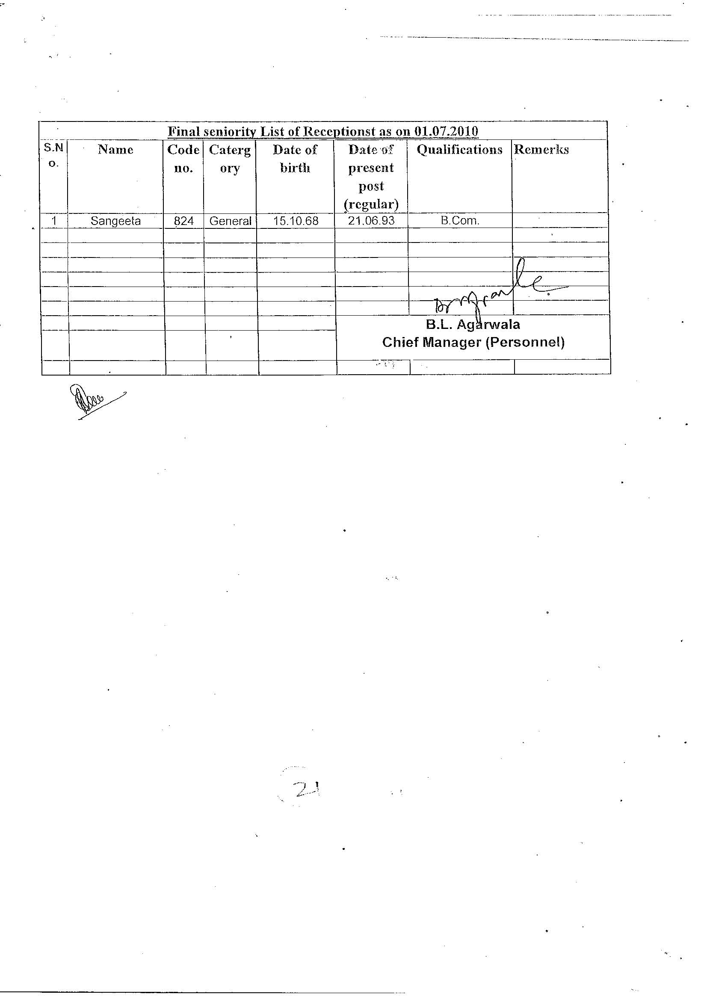 Final seniority List of Receptionst as on 01.07.2010
S.N Name Code Caterg Date of Date of Qualifications Remerks
o. no. ory birth present
post
(regular)
1 Sangeeta 824 General 15.10.68 21.06.93 B.Com.
B.L. Agarwala
Chief Manager (Personnel)
21